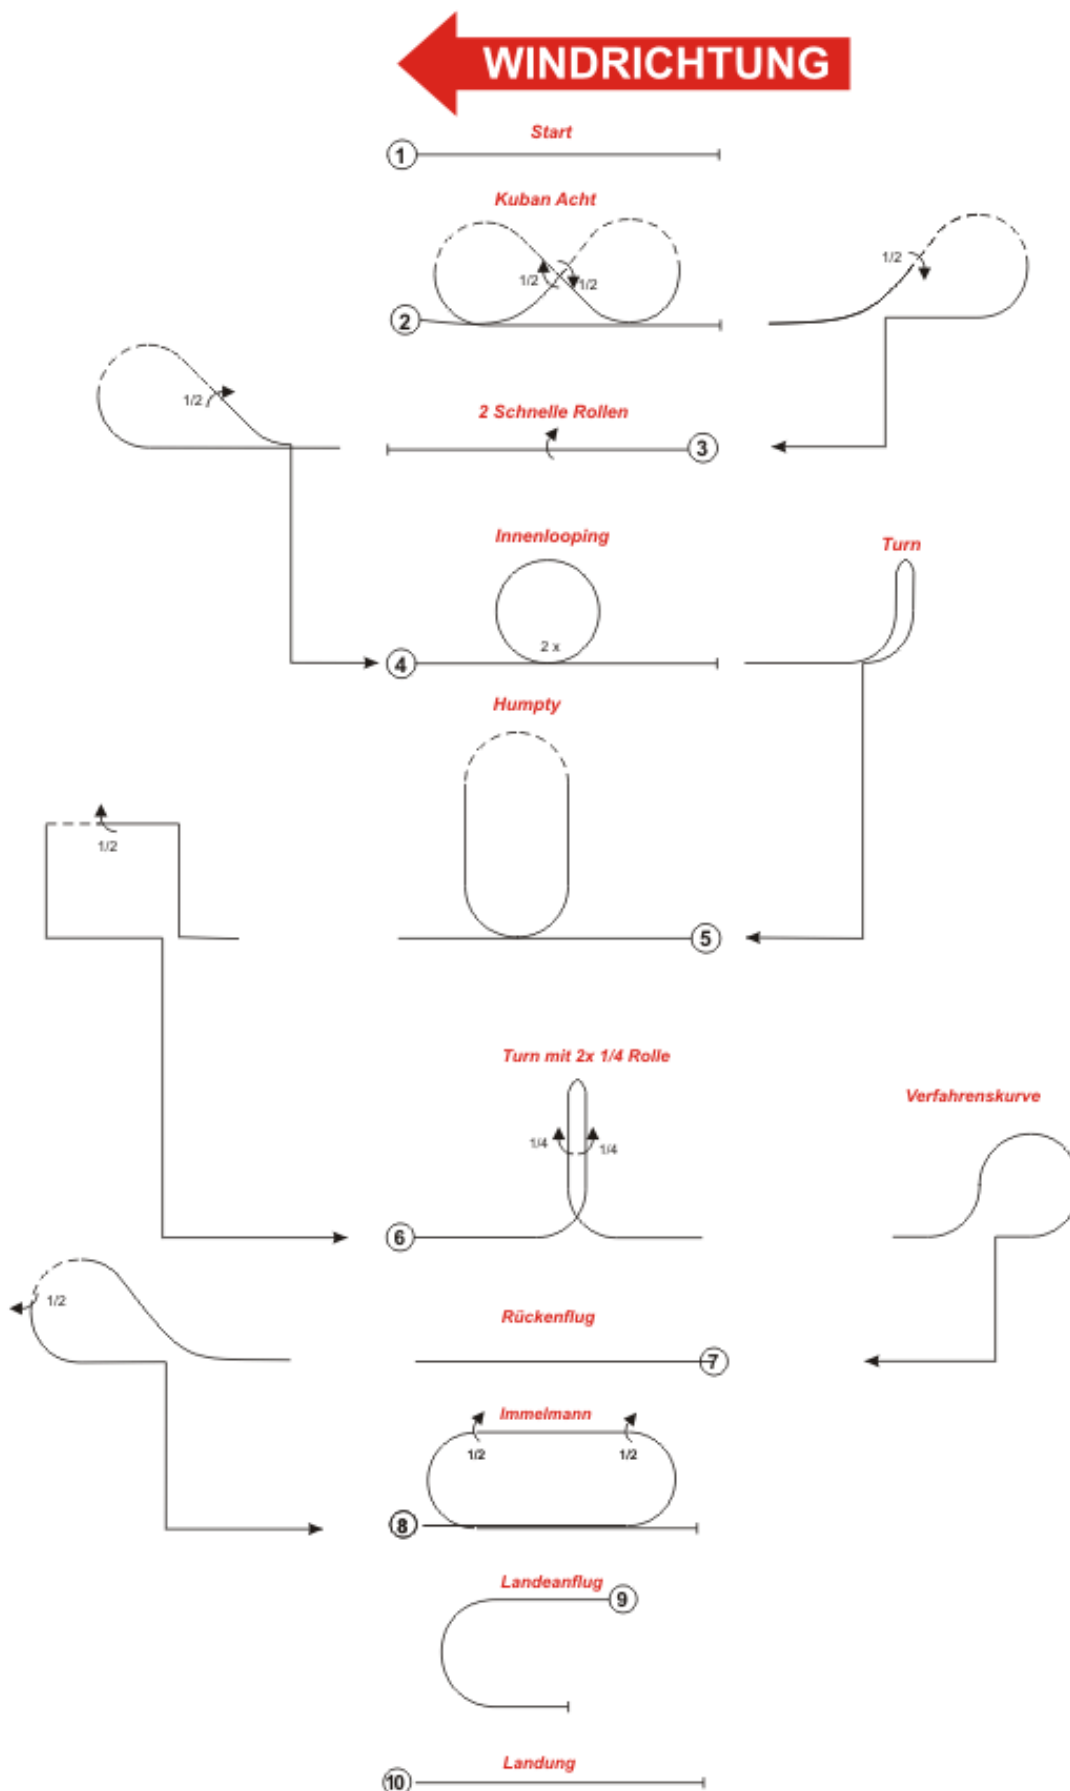 WINDRICHTUNG
Start
1
Kuban Acht
1/2
1/2
1/2
2
1/2
2 Schnelle Rollen
3
Innenlooping
Turn
2 x
4
Humpty
1/2
5
Turn mit 2x 1/4 Rolle
Verfahrenskurve
1/4
1/4
6
1/2
Rückenflug
7
Immelmann
1/2
1/2
8
Landeanflug
9
Landung
10